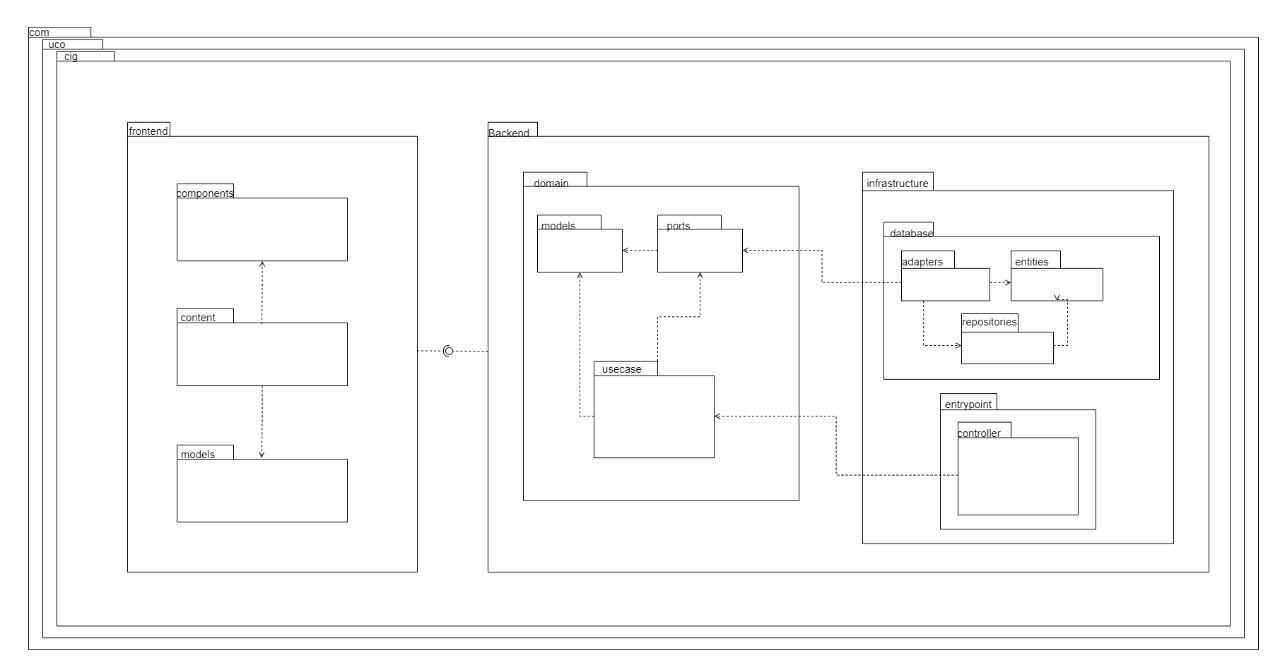 com
uco
cig
frontend
components
content
models
Backend
domain
models
ports
usecase
infrastructure
database
adapters
entities
repositories
entrypoint
controller